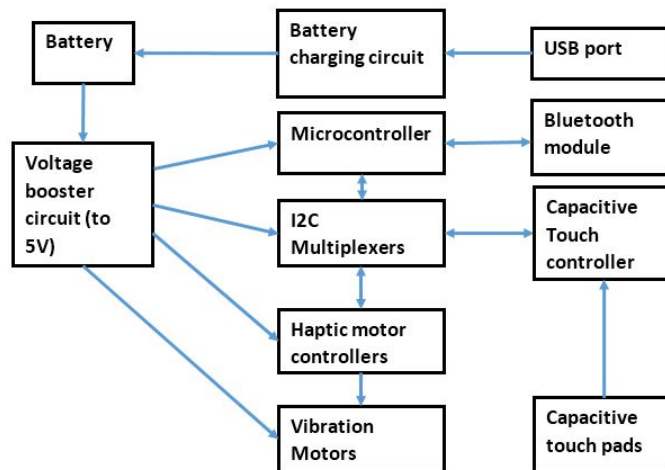 Battery
Battery
charging circuit
USB port
Microcontroller
Bluetooth
module
Voltage
booster
circuit (to
5V)
I2C
Multiplexers
Capacitive
Touch
controller
Haptic motor
controllers
Vibration
Motors
Capacitive
touch pads